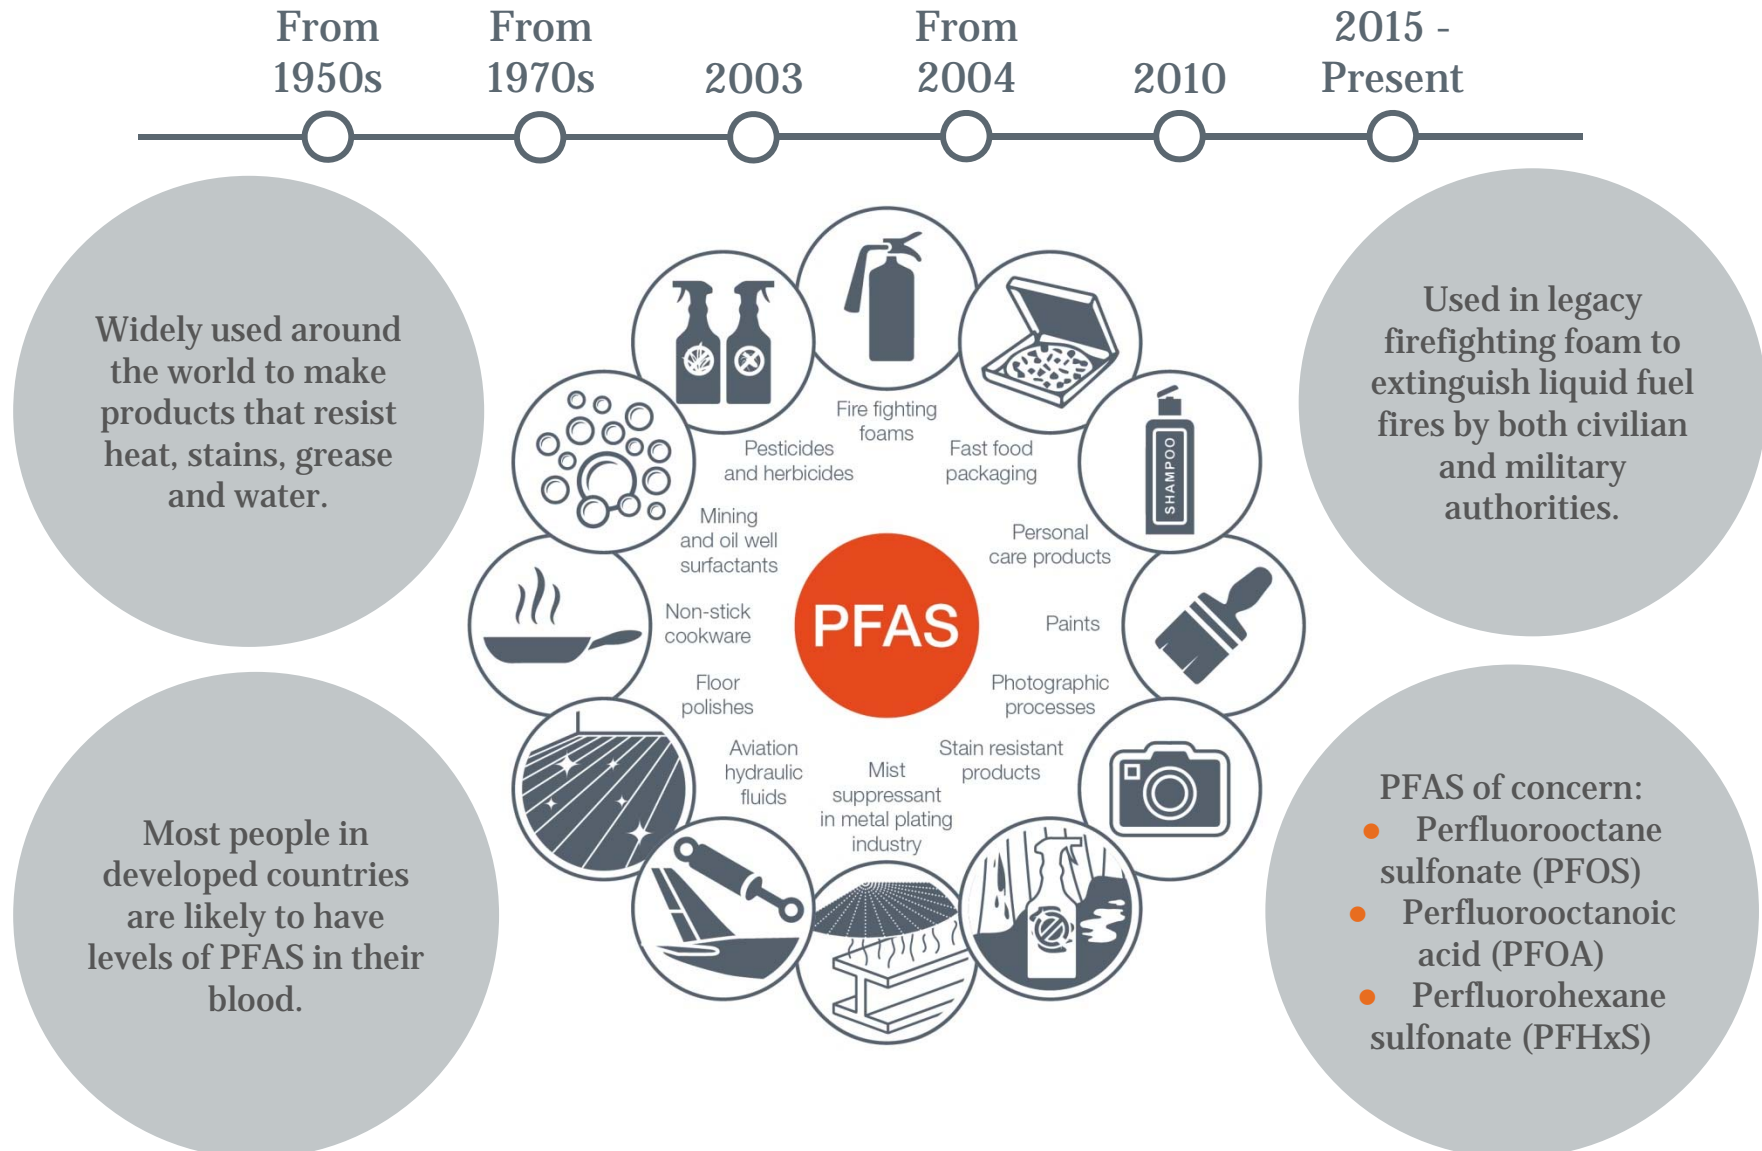 From
1950s
From
1970s
2003
From
2004
2010
2015 -
Present
Widely used around
the world to make
products that resist
heat, stains, grease
and water.
Most people in
developed countries
are likely to have
levels of PFAS in their
blood.
Fire fighting
foams
Fast food
packaging
SHAMPOO
Personal
care products
Paints
Photographic
processes
Stain resistant
products
Mist
suppressant
in metal plating
industry
Aviation
hydraulic
fluids
Floor
polishes
Non-stick
cookware
Mining
and oil well
surfactants
Pesticides
and herbicides
PFAS
Used in legacy
firefighting foam to
extinguish liquid fuel
fires by both civilian
and military
authorities.
PFAS of concern:
● Perfluorooctane
sulfonate (PFOS)
● Perfluorooctanoic
acid (PFOA)
● Perfluorohexane
sulfonate (PFHxS)